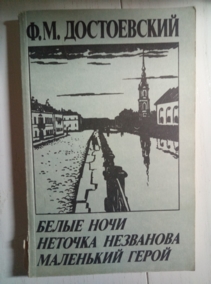 Ф.М. ДОСТОЕВСКИЙ
БЕЛЫЕ НОЧИ
НЕТОЧКА НЕЗВАНОВА
МАЛЕНЬКИЙ ГЕРОЙ